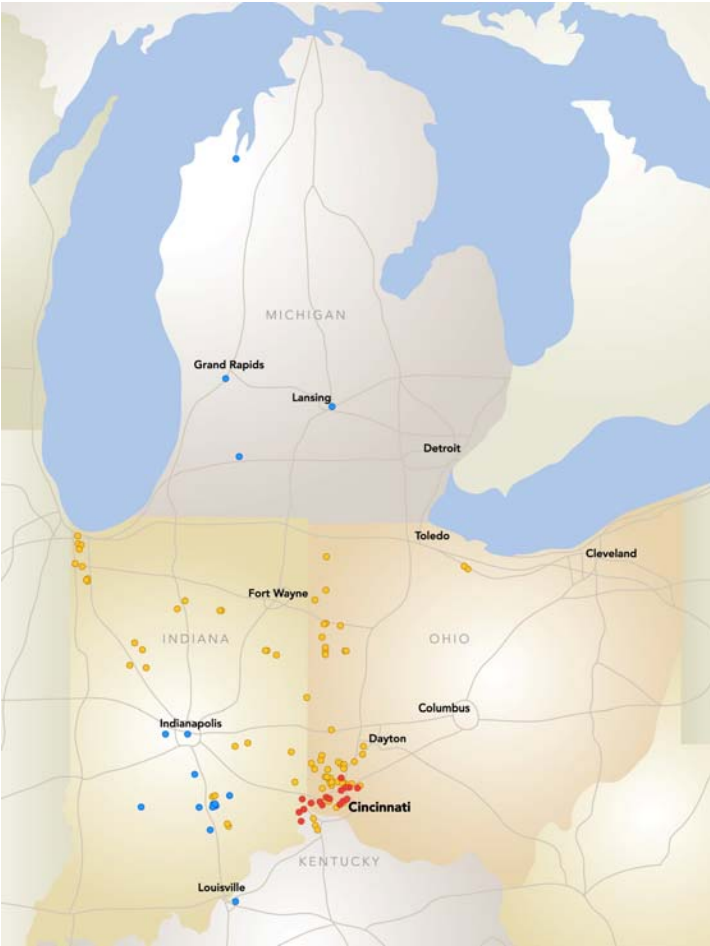 MICHIGAN
Grand Rapids
Lansing
Detroit
Toledo
Cleveland
Fort Wayne
INDIANA
OHIO
Columbus
Indianapolis
Dayton
Cincinnati
KENTUCKY
Louisville